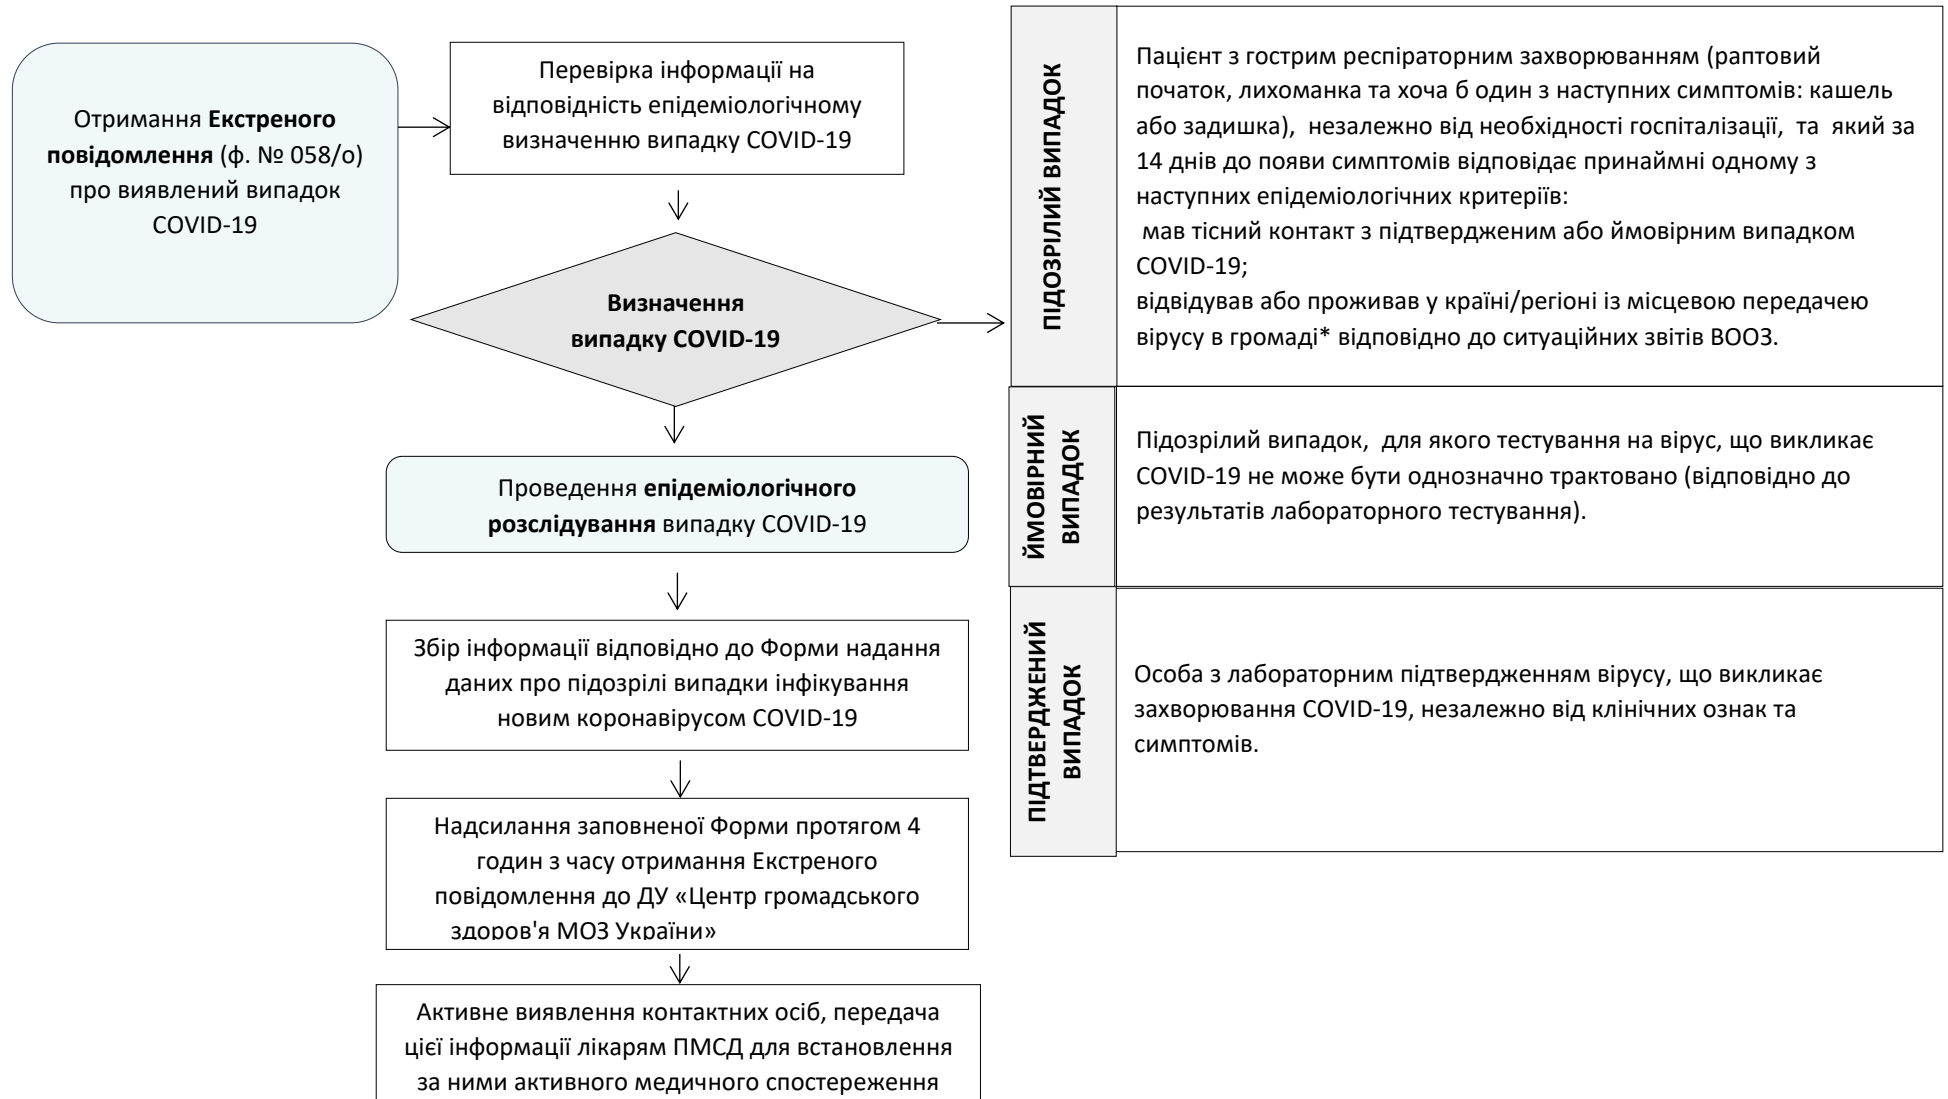 Отримання Екстреного
повідомлення (ф. № 058/о)
про виявлений випадок
COVID-19
Перевірка інформації на
відповідність епідеміологічному
визначенню випадку COVID-19
Визначення
випадку COVID-19
Проведення епідеміологічного
розслідування випадку COVID-19
Збір інформації відповідно до Форми надання
даних про підозрілі випадки інфікування
новим коронавірусом COVID-19
Надсилання заповненої Форми протягом 4
годин з часу отримання Екстреного
повідомлення до ДУ «Центр громадського
здоров'я МОЗ України»
Активне виявлення контактних осіб, передача
цієї інформації лікарям ПМСД для встановлення
за ними активного медичного спостереження
ПІДОЗРІЛИЙ ВИПАДОК
Пацієнт з гострим респіраторним захворюванням (раптовий
початок, лихоманка та хоча б один з наступних симптомів: кашель
або задишка), незалежно від необхідності госпіталізації, та який за
14 днів до появи симптомів відповідає принаймні одному з
наступних епідеміологічних критеріїв:
мав тісний контакт з підтвердженим або ймовірним випадком
COVID-19;
відвідував або проживав у країні/регіоні із місцевою передачею
вірусу в громаді* відповідно до ситуаційних звітів ВООЗ.
ЙМОВІРНИЙ
ВИПАДОК
Підозрілий випадок, для якого тестування на вірус, що викликає
COVID-19 не може бути однозначно трактовано (відповідно до
результатів лабораторного тестування).
ПІДТВЕРДЖЕНИЙ
ВИПАДОК
Особа з лабораторним підтвердженням вірусу, що викликає
захворювання COVID-19, незалежно від клінічних ознак та
симптомів.